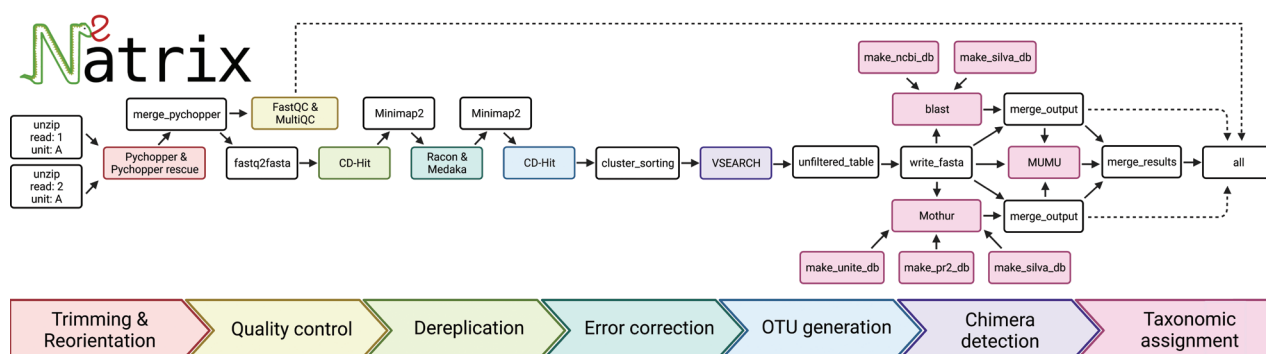 Natrix2
make_ncbi_db
make_silva_db
merge_pychopper
FastQC &
MultiQC
Minimap2
Minimap2
blast
merge_output
unzip
read: 1
unit: A
Pychopper &
Pychopper rescue
fastq2fasta
CD-Hit
Racon &
Medaka
CD-Hit
cluster_sorting
VSEARCH
unfiltered_table
write_fasta
MUMU
merge_results
all
unzip
read: 2
unit: A
Mothur
merge_output
make_unite_db
make_pr2_db
make_silva_db
Trimming &
Reorientation
Quality control
Dereplication
Error correction
OTU generation
Chimera
detection
Taxonomic
assignment